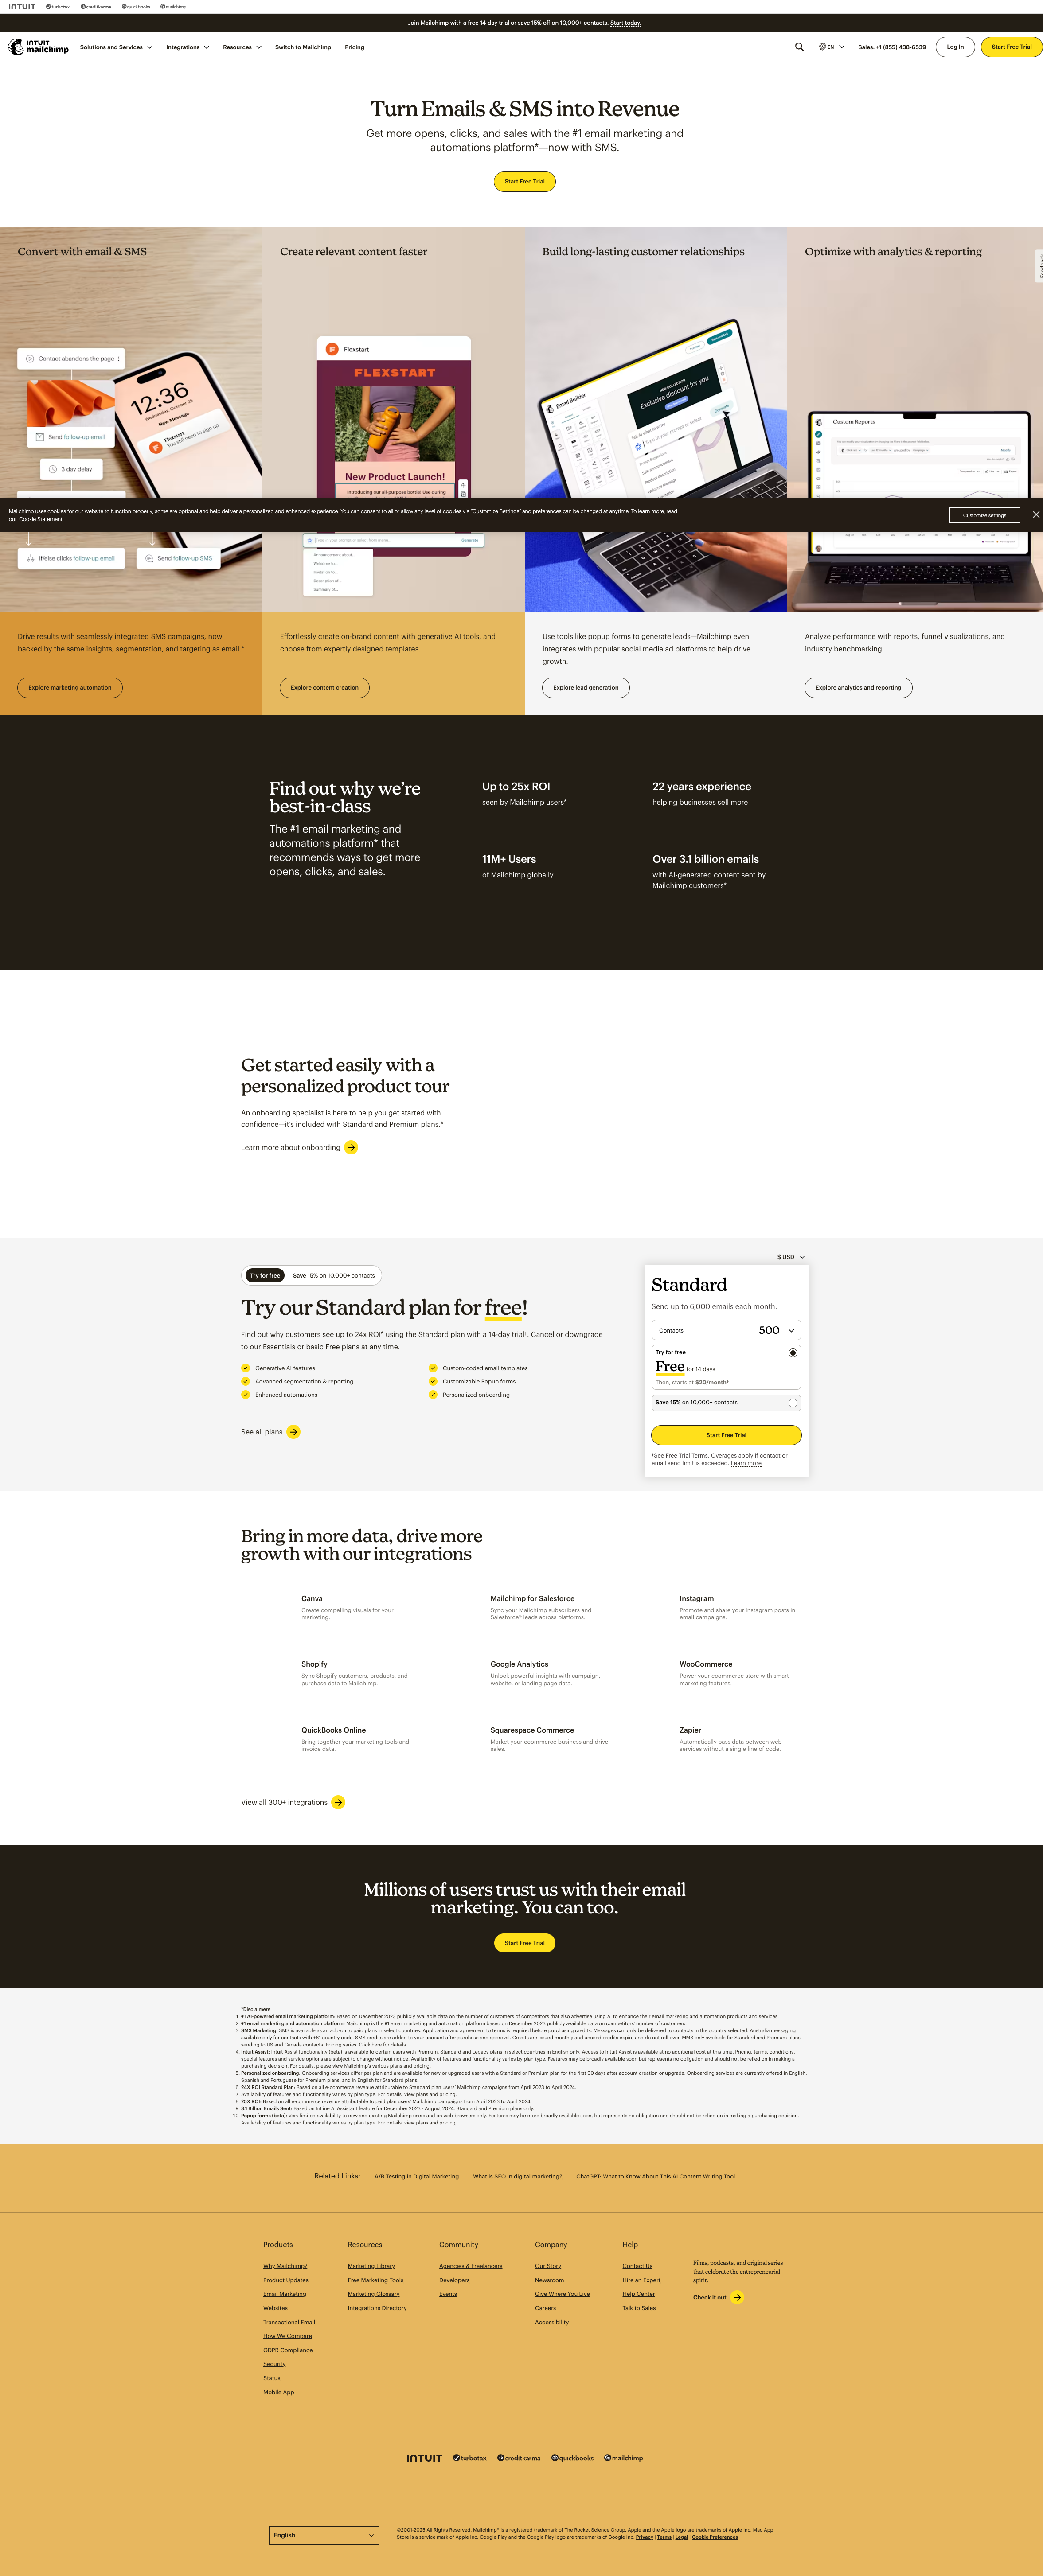 INTUIT turbotax creditkarma quickbooks mailchimp
Join Mailchimp with a free 14-day trial or save 15% off on 10,000+ contacts. Start today.
INTUIT mailchimp
Solutions and Services Integrations Resources Switch to Mailchimp Pricing
EN Sales: +1 (855) 438-6539 Log In Start Free Trial
Turn Emails & SMS into Revenue
Get more opens, clicks, and sales with the #1 email marketing and
automations platform*—now with SMS.
Start Free Trial
Feedback
Convert with email & SMS
Contact abandons the page
12:36
Wednesday, October 25
New Message
Flexstart
You still need to sign up
Send follow-up email
3 day delay
If/else clicks follow-up email
Send follow-up SMS
Drive results with seamlessly integrated SMS campaigns, now
backed by the same insights, segmentation, and targeting as email.*
Explore marketing automation
Create relevant content faster
Flexstart
FLEXSTART
New Product Launch!
Introducing our all-purpose bottle! like daring
Generate
Announcement about...
Welcome to...
Invitation to...
Description of...
Summary of...
Effortlessly create on-brand content with generative AI tools, and
choose from expertly designed templates.
Explore content creation
Build long-lasting customer relationships
Email Builder
NEW COLLECTION
Exclusive discount for you
Use tools like popup forms to generate leads—Mailchimp even
integrates with popular social media ad platforms to help drive
growth.
Explore lead generation
Optimize with analytics & reporting
Custom Reports
Analyze performance with reports, funnel visualizations, and
industry benchmarking.
Explore analytics and reporting
Mailchimp uses cookies for our website to function properly; some are optional and help deliver a personalized and enhanced experience. You can consent to all or allow any level of cookies via "Customize Settings" and preferences can be changed at anytime. To learn more, read
our Cookie Statement
Customize settings
Find out why we're
best-in-class
The #1 email marketing and
automations platform* that
recommends ways to get more
opens, clicks, and sales.
Up to 25x ROI
seen by Mailchimp users*
22 years experience
helping businesses sell more
11M+ Users
of Mailchimp globally
Over 3.1 billion emails
with AI-generated content sent by
Mailchimp customers*
Get started easily with a
personalized product tour
An onboarding specialist is here to help you get started with
confidence—it's included with Standard and Premium plans.*
Learn more about onboarding
Try for free Save 15% on 10,000+ contacts
Try our Standard plan for free!
Find out why customers see up to 24x ROI* using the Standard plan with a 14-day trial†. Cancel or downgrade
to our Essentials or basic Free plans at any time.
Generative AI features
Custom-coded email templates
Advanced segmentation & reporting
Customizable Popup forms
Enhanced automations
Personalized onboarding
See all plans
$ USD
Standard
Send up to 6,000 emails each month.
Contacts 500
Try for free
Free for 14 days
Then, starts at $20/month†
Save 15% on 10,000+ contacts
Start Free Trial
†See Free Trial Terms. Overages apply if contact or
email send limit is exceeded. Learn more
Bring in more data, drive more
growth with our integrations
Canva
Create compelling visuals for your
marketing.
Mailchimp for Salesforce
Sync your Mailchimp subscribers and
Salesforce® leads across platforms.
Instagram
Promote and share your Instagram posts in
email campaigns.
Shopify
Sync Shopify customers, products, and
purchase data to Mailchimp.
Google Analytics
Unlock powerful insights with campaign,
website, or landing page data.
WooCommerce
Power your ecommerce store with smart
marketing features.
QuickBooks Online
Bring together your marketing tools and
invoice data.
Squarespace Commerce
Market your ecommerce business and drive
sales.
Zapier
Automatically pass data between web
services without a single line of code.
View all 300+ integrations
Millions of users trust us with their email
marketing. You can too.
Start Free Trial
*Disclaimers
1. #1 AI-powered email marketing platform: Based on December 2023 publicly available data on the number of customers of competitors that also advertise using AI to enhance their email marketing and automation products and services.
2. #1 email marketing and automation platform: Mailchimp is the #1 email marketing and automation platform based on December 2023 publicly available data on competitors' number of customers.
3. SMS Marketing: SMS is available as an add-on to paid plans in select countries. Application and agreement to terms is required before purchasing credits. Messages can only be delivered to contacts in the country selected. Australia messaging
available only for contacts with +61 country code. SMS credits are added to your account after purchase and approval. Credits are issued monthly and unused credits expire and do not roll over. MMS only available for Standard and Premium plans
sending to US and Canada contacts. Pricing varies. Click here for details.
4. Intuit Assist: Intuit Assist functionality (beta) is available to certain users with Premium, Standard and Legacy plans in select countries in English only. Access to Intuit Assist is available at no additional cost at this time. Pricing, terms, conditions,
special features and service options are subject to change without notice. Availability of features and functionality varies by plan type. Features may be broadly available soon but represents no obligation and should not be relied on in making a
purchasing decision. For details, please view Mailchimp's various plans and pricing.
5. Personalized onboarding: Onboarding services differ per plan and are available for new or upgraded users with a Standard or Premium plan for the first 90 days after account creation or upgrade. Onboarding services are currently offered in English,
Spanish and Portuguese for Premium plans, and in English for Standard plans.
6. 24X ROI Standard Plan: Based on all e-commerce revenue attributable to Standard plan users' Mailchimp campaigns from April 2023 to April 2024.
7. Availability of features and functionality varies by plan type. For details, view plans and pricing.
8. 25X ROI: Based on all e-commerce revenue attributable to paid plan users' Mailchimp campaigns from April 2023 to April 2024
9. 3.1 Billion Emails Sent: Based on InLine AI Assistant feature for December 2023 - August 2024. Standard and Premium plans only.
10. Popup forms (beta): Very limited availability to new and existing Mailchimp users and on web browsers only. Features may be more broadly available soon, but represents no obligation and should not be relied on in making a purchasing decision.
Availability of features and functionality varies by plan type. For details, view plans and pricing.
Related Links: A/B Testing in Digital Marketing What is SEO in digital marketing? ChatGPT: What to Know About This AI Content Writing Tool
Products
Why Mailchimp?
Product Updates
Email Marketing
Websites
Transactional Email
How We Compare
GDPR Compliance
Security
Status
Mobile App
Resources
Marketing Library
Free Marketing Tools
Marketing Glossary
Integrations Directory
Community
Agencies & Freelancers
Developers
Events
Company
Our Story
Newsroom
Give Where You Live
Careers
Accessibility
Help
Contact Us
Hire an Expert
Help Center
Talk to Sales
Films, podcasts, and original series
that celebrate the entrepreneurial
spirit.
Check it out
INTUIT turbotax creditkarma quickbooks mailchimp
English
©2001-2025 All Rights Reserved. Mailchimp® is a registered trademark of The Rocket Science Group. Apple and the Apple logo are trademarks of Apple Inc. Mac App
Store is a service mark of Apple Inc. Google Play and the Google Play logo are trademarks of Google Inc. Privacy | Terms | Legal | Cookie Preferences